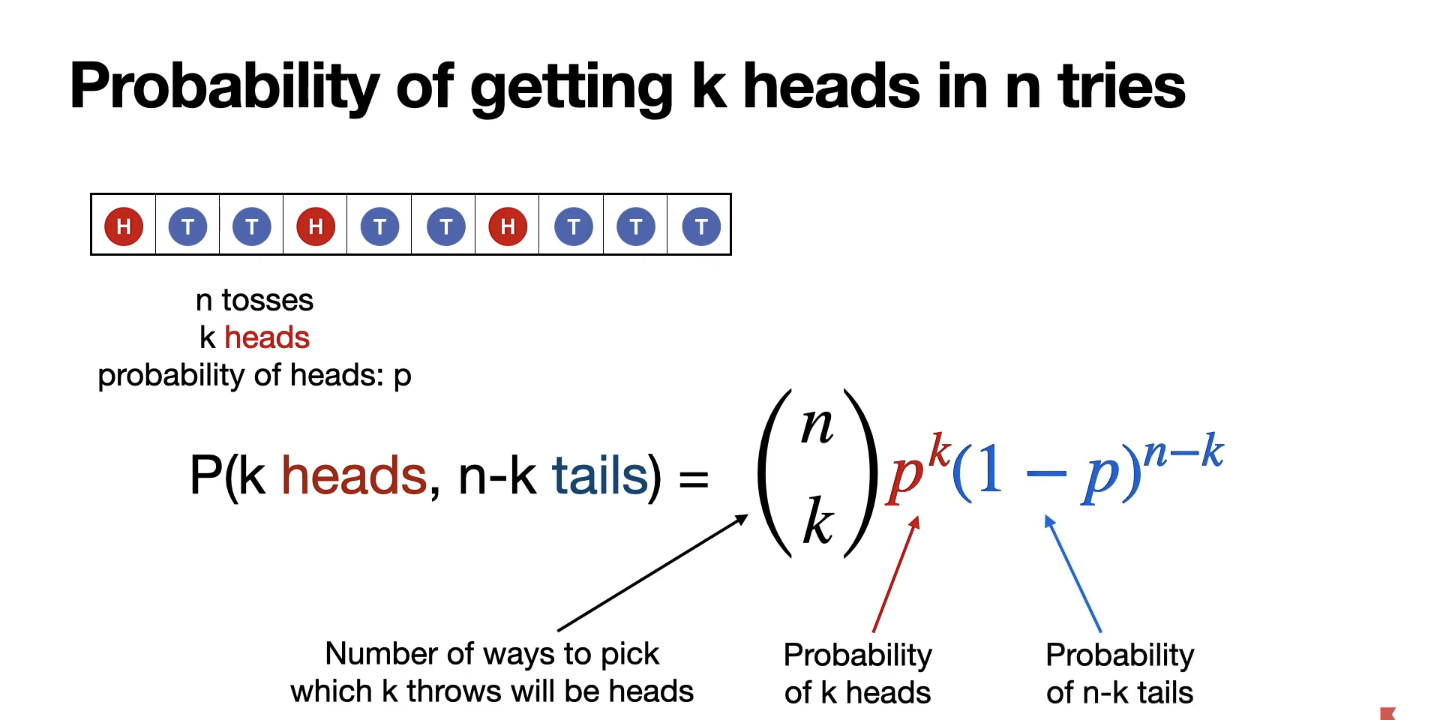 Probability of getting k heads in n tries
H T T H T T H T T T
n tosses
k heads
probability of heads: p
P(k heads, n-k tails) = (n k) p^k (1 − p)^{n−k}
Number of ways to pick
which k throws will be heads
Probability
of k heads
Probability
of n-k tails